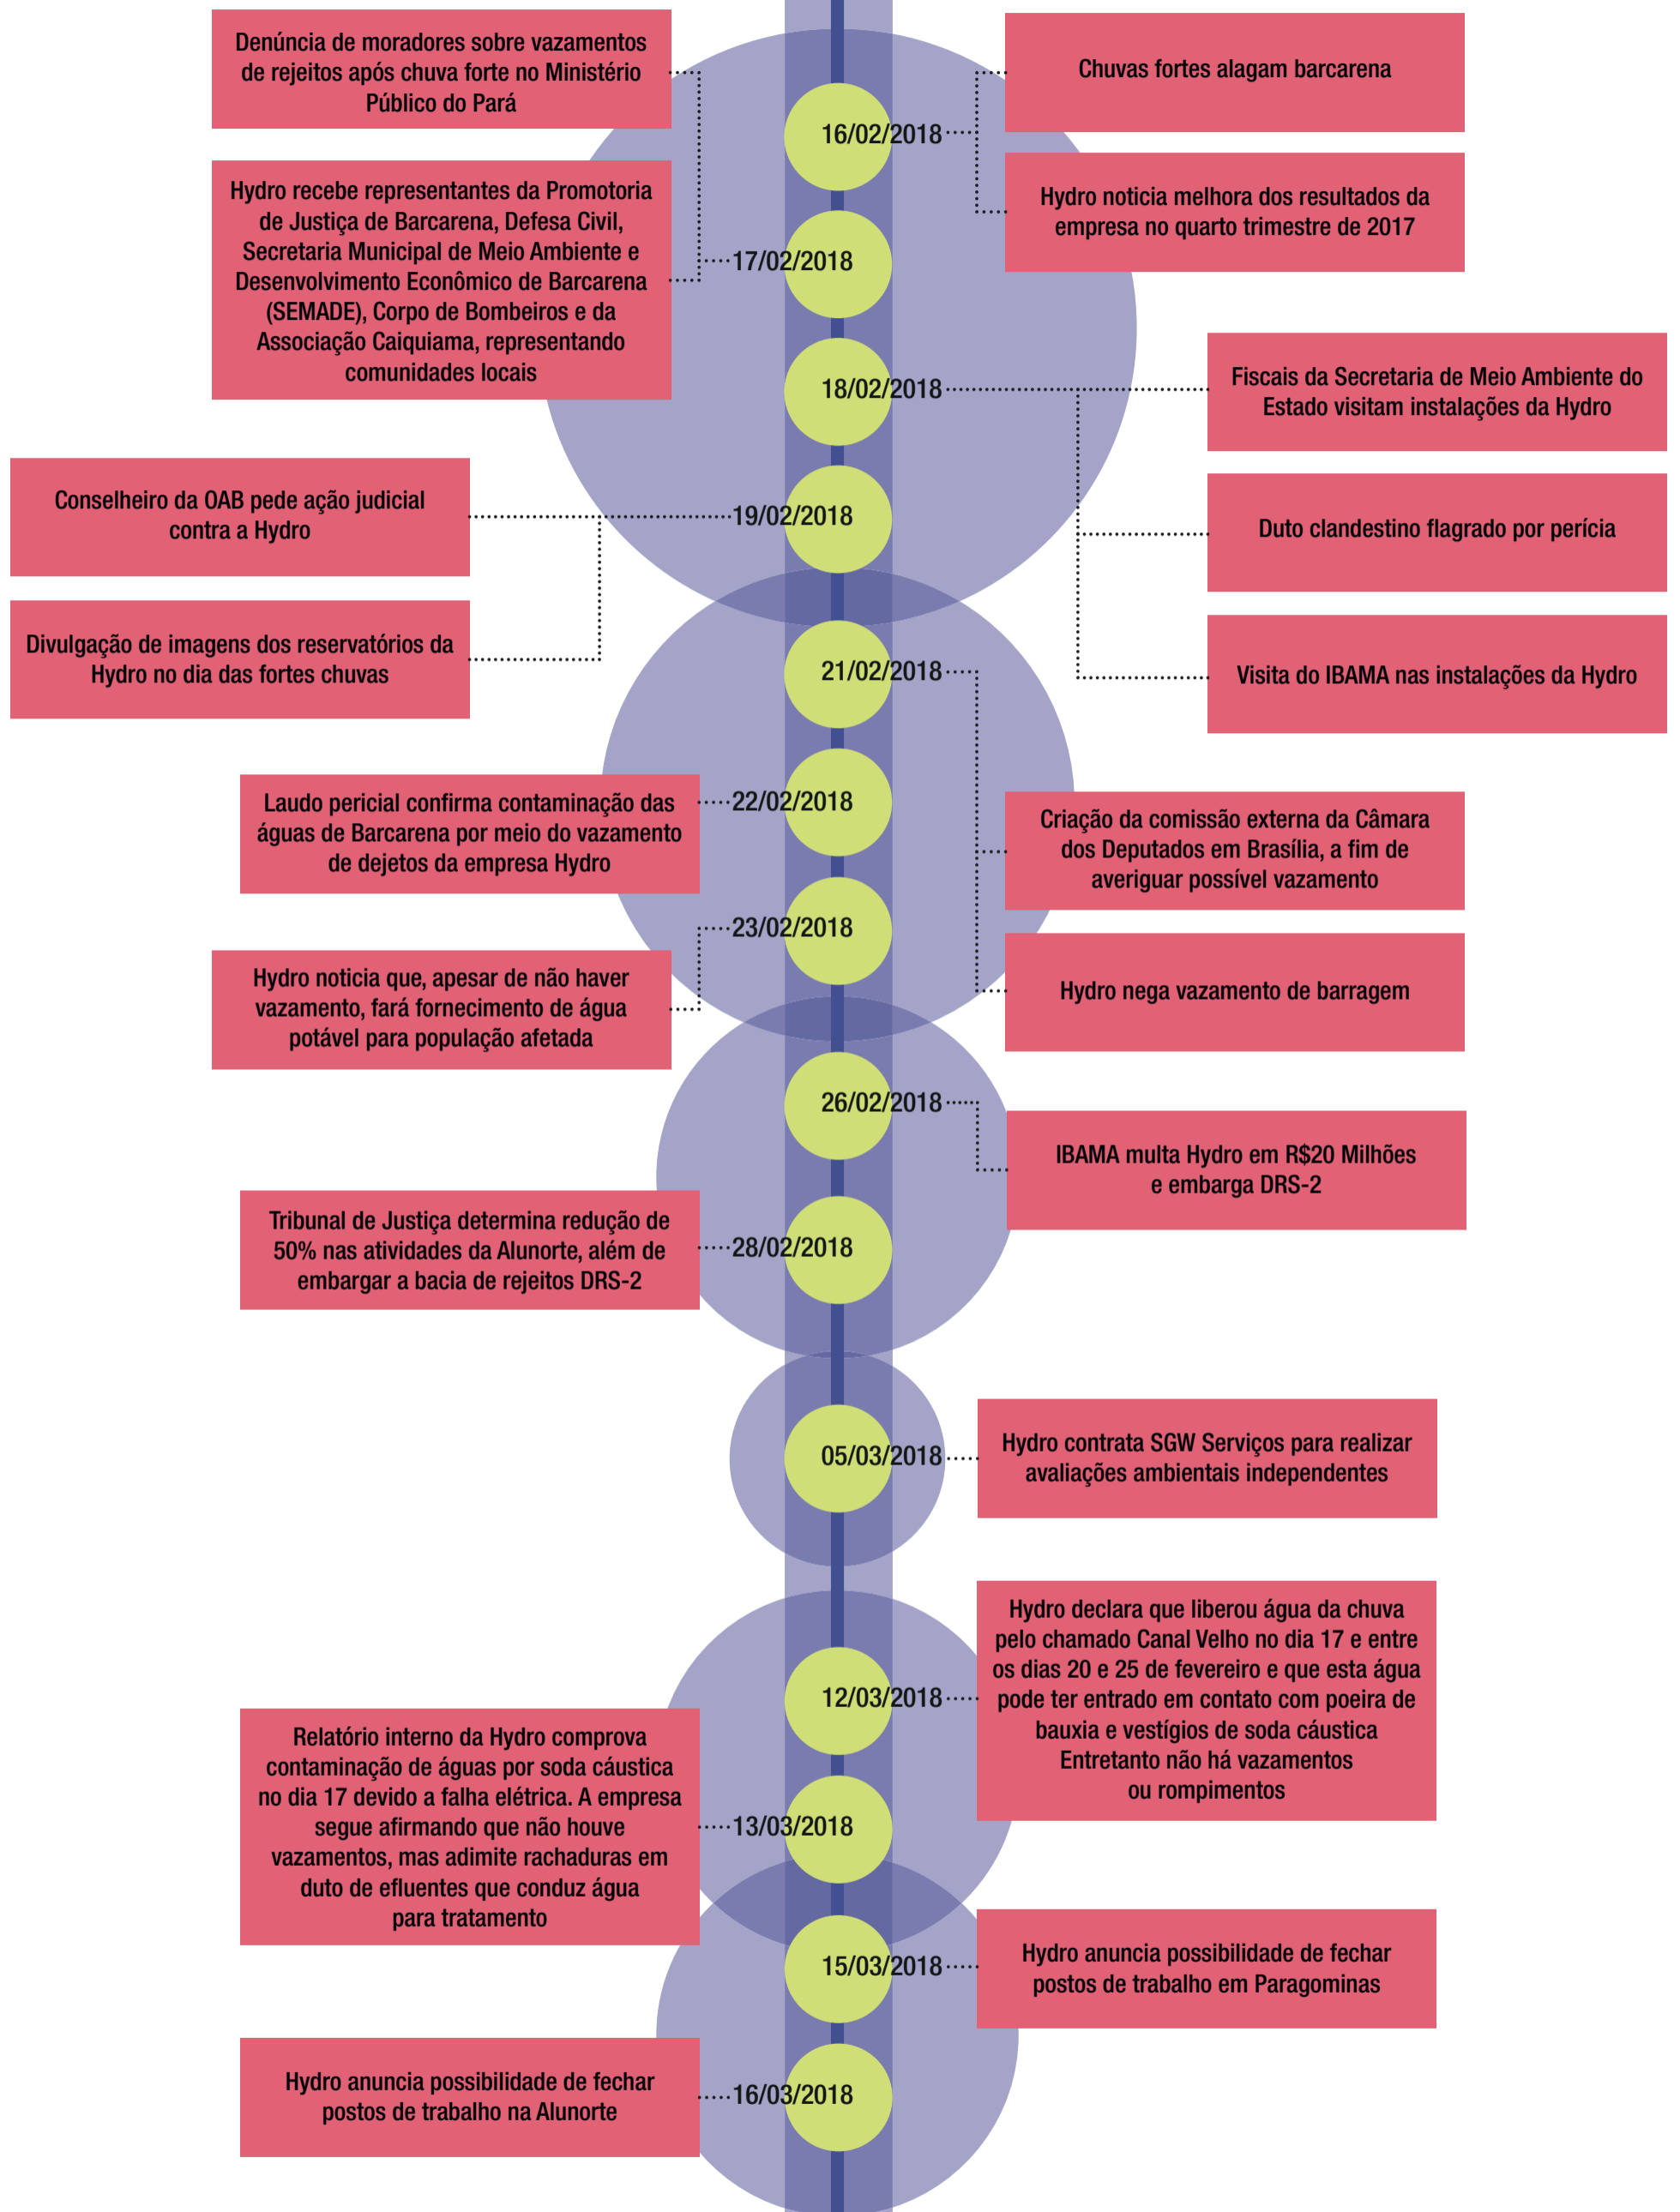 16/02/2018
Chuvas fortes alagam barcarena
Hydro noticia melhora dos resultados da
empresa no quarto trimestre de 2017
Denúncia de moradores sobre vazamentos
de rejeitos após chuva forte no Ministério
Público do Pará
17/02/2018
Hydro recebe representantes da Promotoria
de Justiça de Barcarena, Defesa Civil,
Secretaria Municipal de Meio Ambiente e
Desenvolvimento Econômico de Barcarena
(SEMADE), Corpo de Bombeiros e da
Associação Caiquiama, representando
comunidades locais
18/02/2018
Fiscais da Secretaria de Meio Ambiente do
Estado visitam instalações da Hydro
Duto clandestino flagrado por perícia
Visita do IBAMA nas instalações da Hydro
19/02/2018
Conselheiro da OAB pede ação judicial
contra a Hydro
Divulgação de imagens dos reservatórios da
Hydro no dia das fortes chuvas
21/02/2018
Criação da comissão externa da Câmara
dos Deputados em Brasília, a fim de
averiguar possível vazamento
Hydro nega vazamento de barragem
22/02/2018
Laudo pericial confirma contaminação das
águas de Barcarena por meio do vazamento
de dejetos da empresa Hydro
23/02/2018
Hydro noticia que, apesar de não haver
vazamento, fará fornecimento de água
potável para população afetada
26/02/2018
IBAMA multa Hydro em R$20 Milhões
e embarga DRS-2
28/02/2018
Tribunal de Justiça determina redução de
50% nas atividades da Alunorte, além de
embargar a bacia de rejeitos DRS-2
05/03/2018
Hydro contrata SGW Serviços para realizar
avaliações ambientais independentes
12/03/2018
Hydro declara que liberou água da chuva
pelo chamado Canal Velho no dia 17 e entre
os dias 20 e 25 de fevereiro e que esta água
pode ter entrado em contato com poeira de
bauxia e vestígios de soda cáustica
Entretanto não há vazamentos
ou rompimentos
13/03/2018
Relatório interno da Hydro comprova
contaminação de águas por soda cáustica
no dia 17 devido a falha elétrica. A empresa
segue afirmando que não houve
vazamentos, mas adimite rachaduras em
duto de efluentes que conduz água
para tratamento
15/03/2018
Hydro anuncia possibilidade de fechar
postos de trabalho em Paragominas
16/03/2018
Hydro anuncia possibilidade de fechar
postos de trabalho na Alunorte